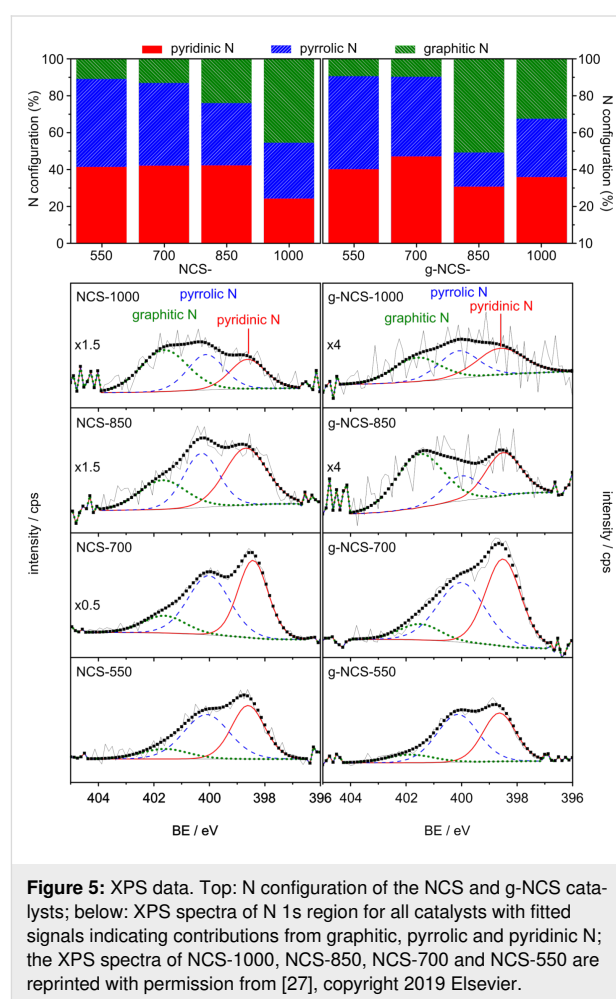 pyridinic N pyrrolic N graphitic N
100 100
80 80
60 60
40 40
20 20
0 10
N configuration (%)
N configuration (%)
550 700 850 1000 550 700 850 1000
NCS- g-NCS-
NCS-1000
pyrrolic N
graphitic N
pyridinic N
x1.5
g-NCS-1000
pyrrolic N
graphitic N
pyridinic N
x4
NCS-850
x1.5
g-NCS-850
x4
NCS-700
x0.5
g-NCS-700
NCS-550
g-NCS-550
intensity / cps
intensity / cps
404 402 400 398 396 404 402 400 398 396
BE / eV BE / eV
Figure 5: XPS data. Top: N configuration of the NCS and g-NCS cata-
lysts; below: XPS spectra of N 1s region for all catalysts with fitted
signals indicating contributions from graphitic, pyrrolic and pyridinic N;
the XPS spectra of NCS-1000, NCS-850, NCS-700 and NCS-550 are
reprinted with permission from [27], copyright 2019 Elsevier.